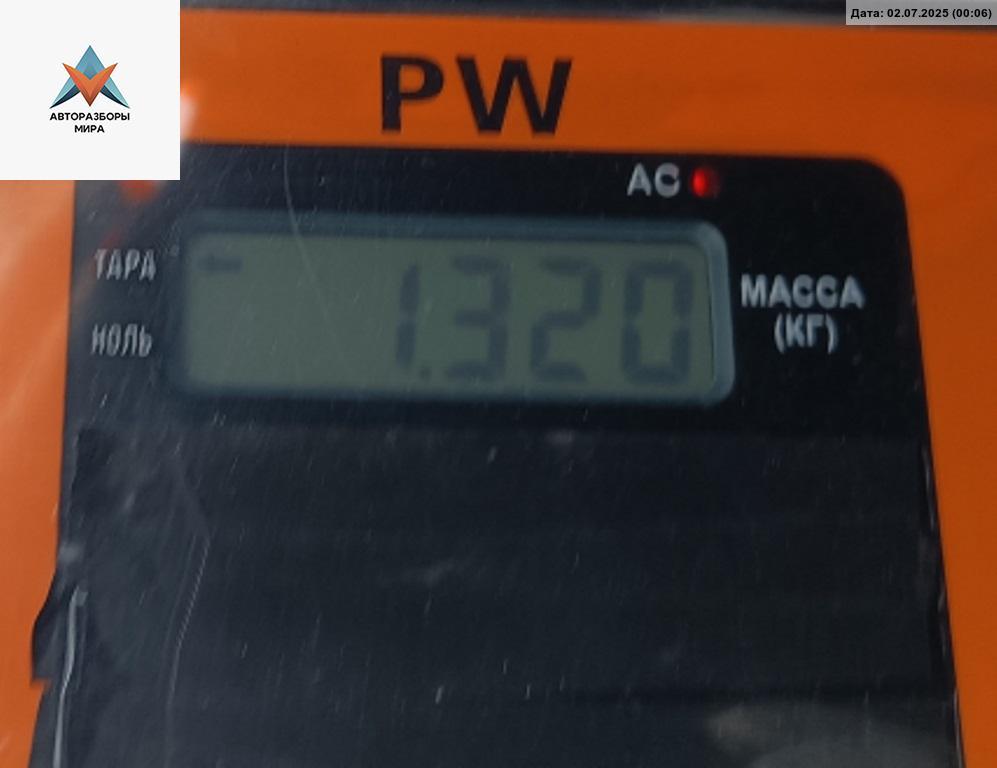 Дата: 02.07.2025 (00:06)
АВТОРАЗБОРЫ
МИРА
PW
AC
ТАРА
1.320
МАССА
(КГ)
НОЛЬ